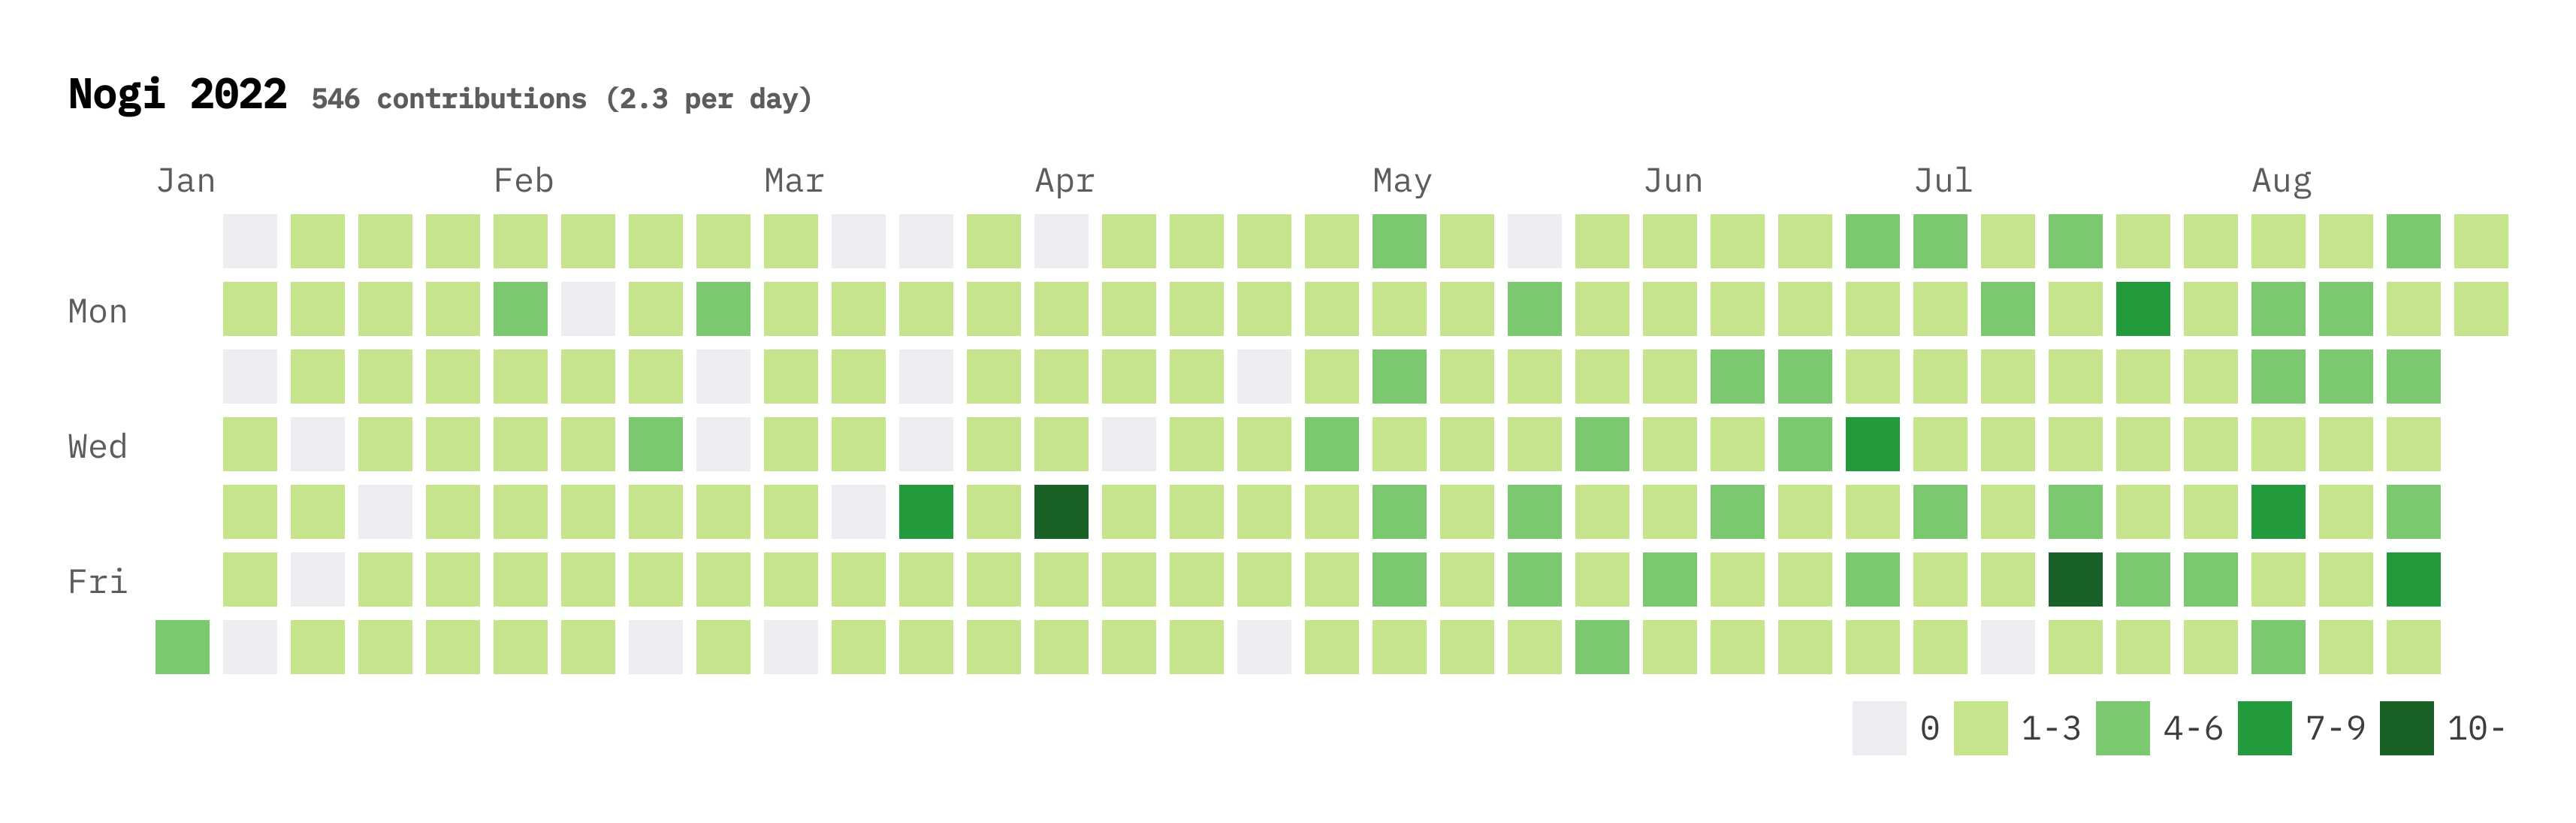 Nogi 2022 546 contributions (2.3 per day)
Jan Feb Mar Apr May Jun Jul Aug
Mon
Wed
Fri
0 1-3 4-6 7-9 10-